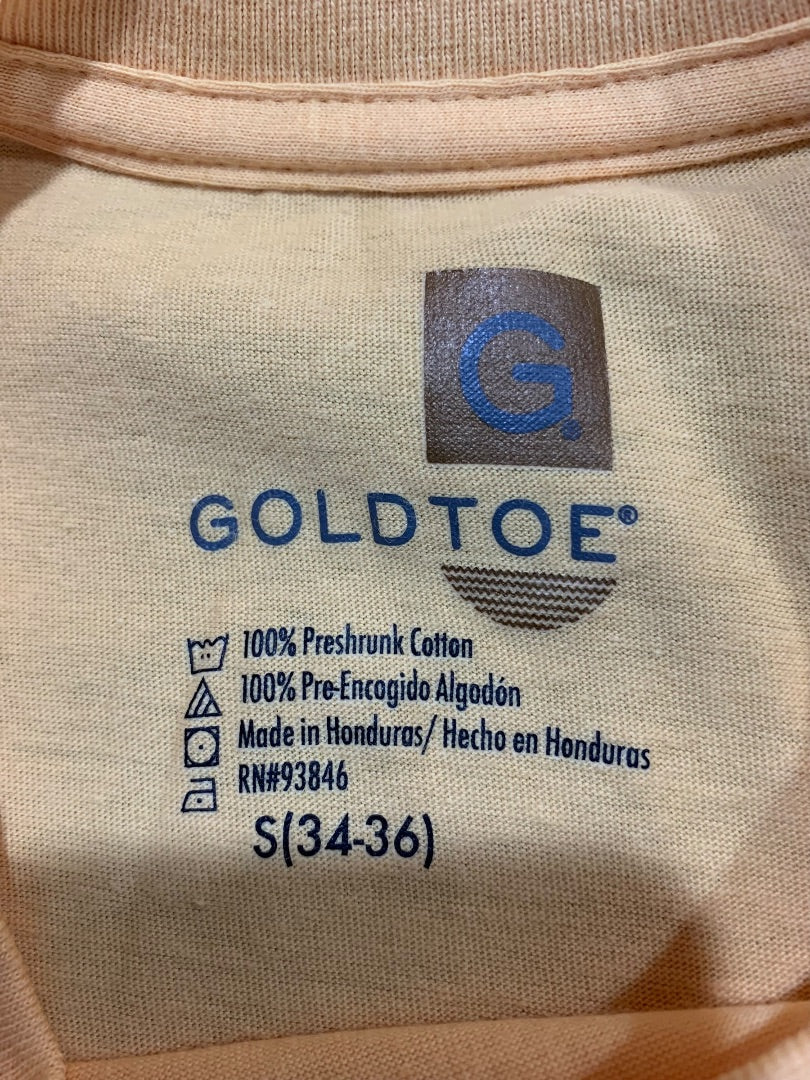 G®
GOLDTOE®
100% Preshrunk Cotton
100% Pre-Encogido Algodón
Made in Honduras/ Hecho en Honduras
RN#93846
S(34-36)